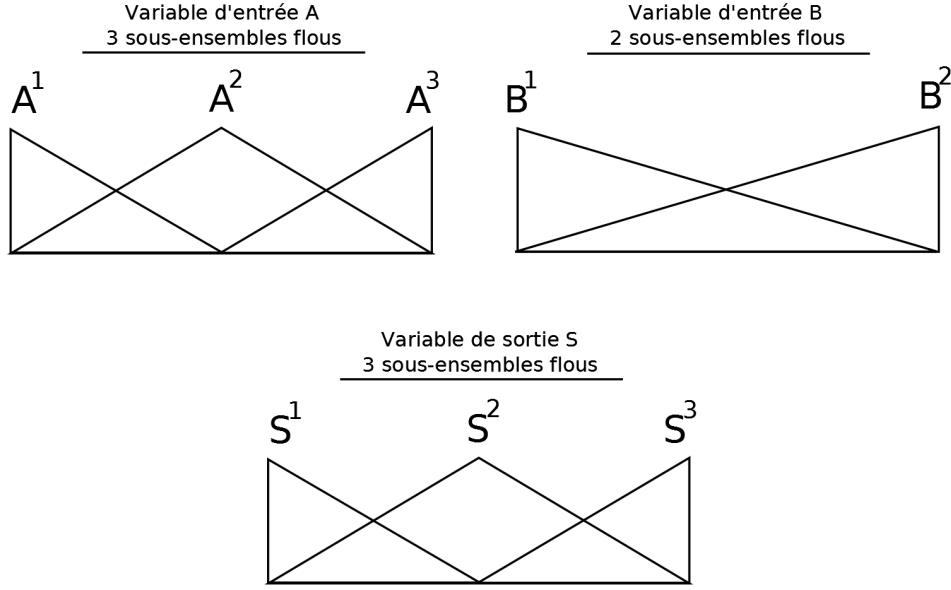 Variable d'entrée A
3 sous-ensembles flous
A1 A2 A3
Variable d'entrée B
2 sous-ensembles flous
B1 B2
Variable de sortie S
3 sous-ensembles flous
S1 S2 S3